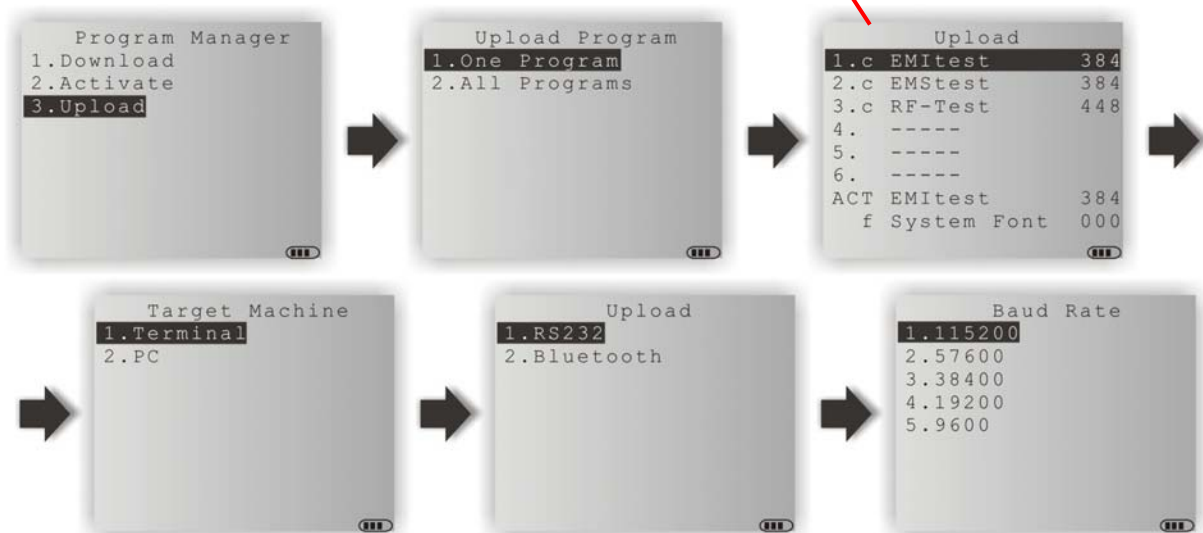 Program Manager
1.Download
2.Activate
3.Upload
Upload Program
1.One Program
2.All Programs
Upload
1.c EMItest 384
2.c EMStest 384
3.c RF-Test 448
4. -----
5. -----
6. -----
ACT EMItest 384
f System Font 000
Target Machine
1.Terminal
2.PC
Upload
1.RS232
2.Bluetooth
Baud Rate
1.115200
2.57600
3.38400
4.19200
5.9600